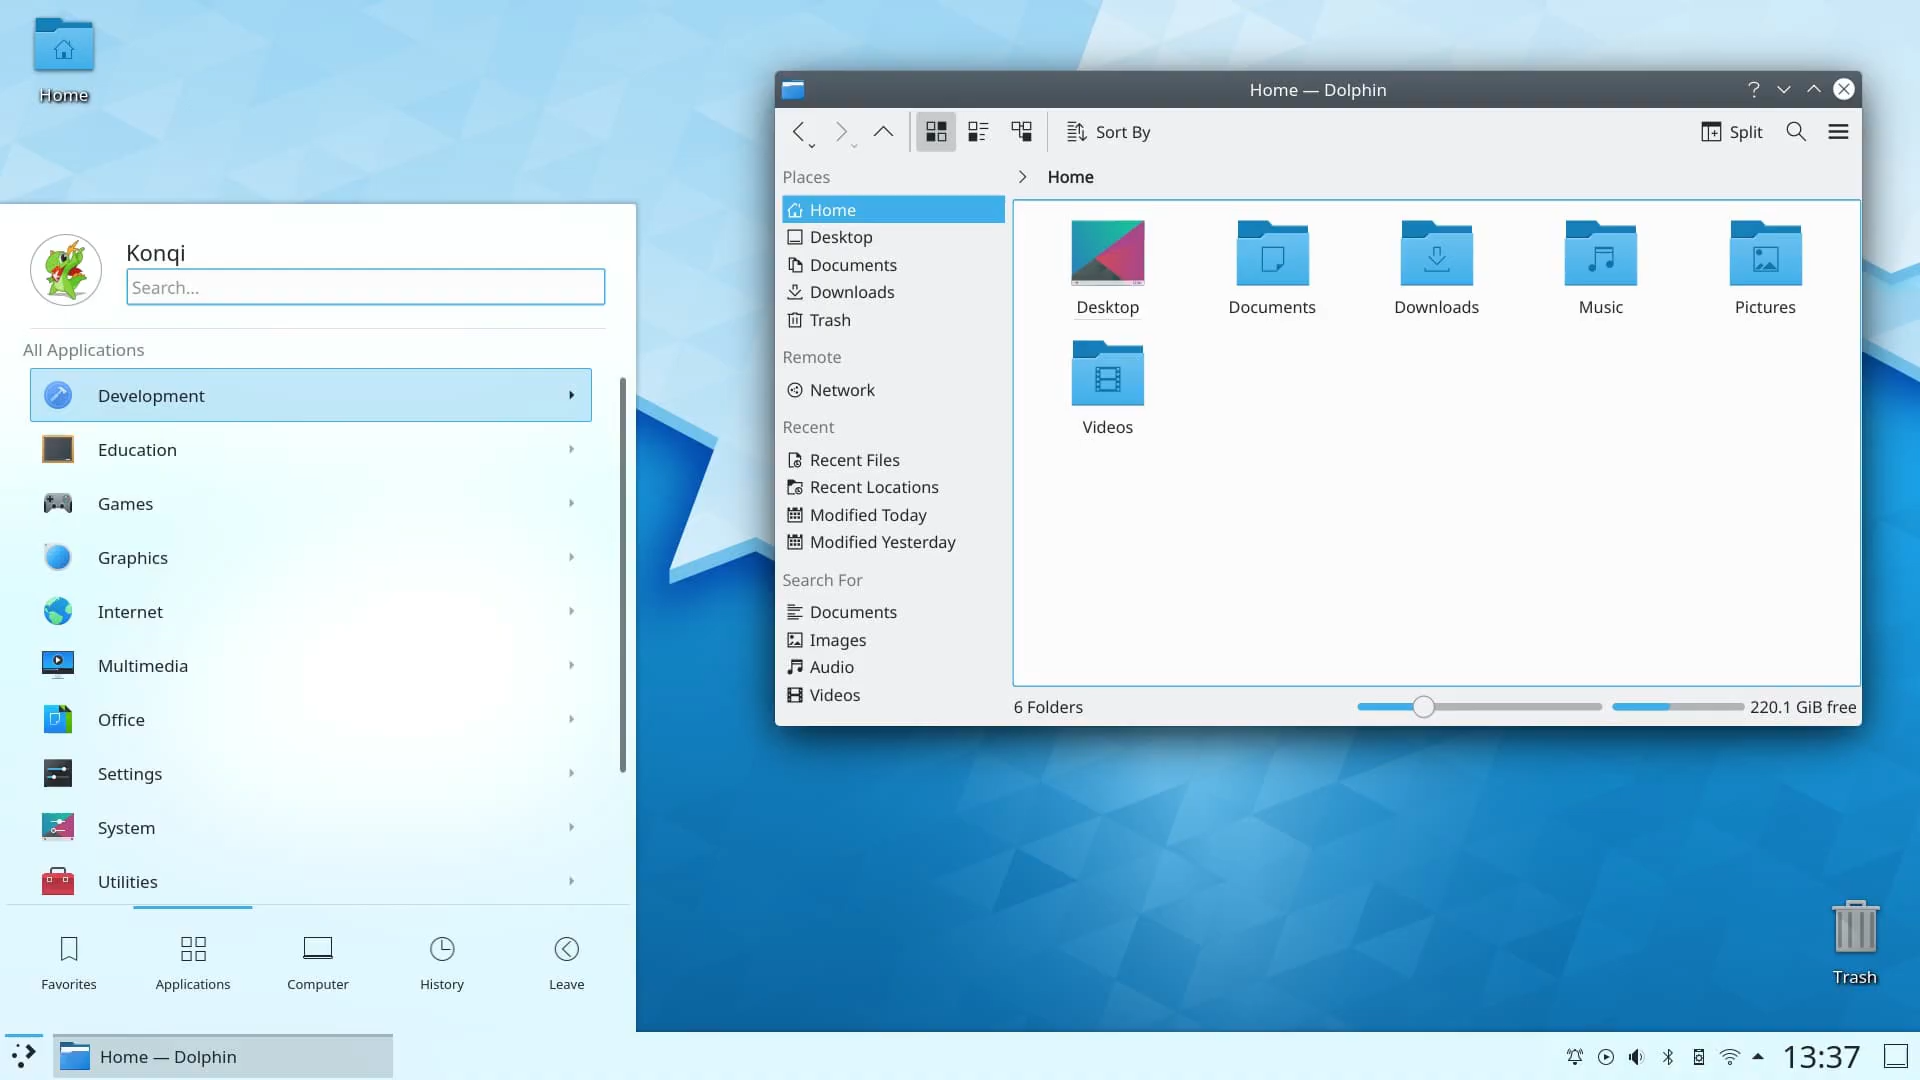 Home
Konqi
Search...
All Applications
Development
Education
Games
Graphics
Internet
Multimedia
Office
Settings
System
Utilities
Favorites
Applications
Computer
History
Leave
Home — Dolphin
Sort By
Split
Places
Home
Desktop
Documents
Downloads
Trash
Remote
Network
Recent
Recent Files
Recent Locations
Modified Today
Modified Yesterday
Search For
Documents
Images
Audio
Videos
Home
Desktop
Documents
Downloads
Music
Pictures
Videos
6 Folders
220.1 GiB free
Trash
Home — Dolphin
13:37